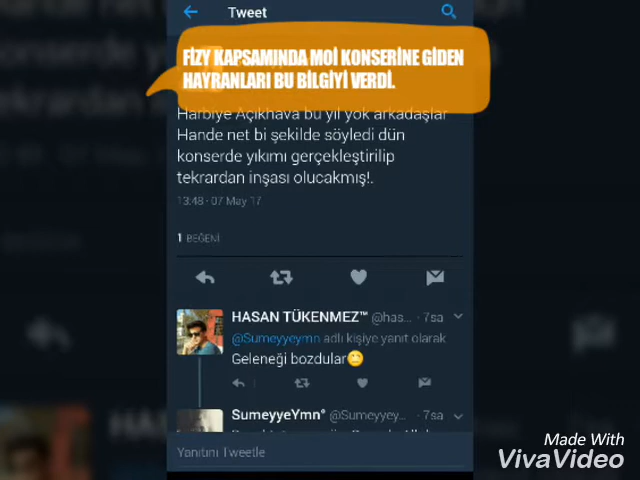 Tweet
FİZY KAPSAMINDA MOİ KONSERİNE GİDEN
HAYRANLARI BU BİLGİYİ VERDİ.
Harbiye Açıkhava bu yıl yok arkadaşlar
Hande net bi şekilde söyledi dün
konserde yıkımı gerçekleştirilip
tekrardan inşası olucakmış!.
13:48 · 07 May 17
1 BEĞENİ
HASAN TÜKENMEZ™ @has... · 7sa
@Sumeyyeymn adlı kişiye yanıt olarak
Geleneği bozdular
SumeyyeYmn° @Sumeyyey... · 7sa
Yanıtını Tweetle
Made With
VivaVideo